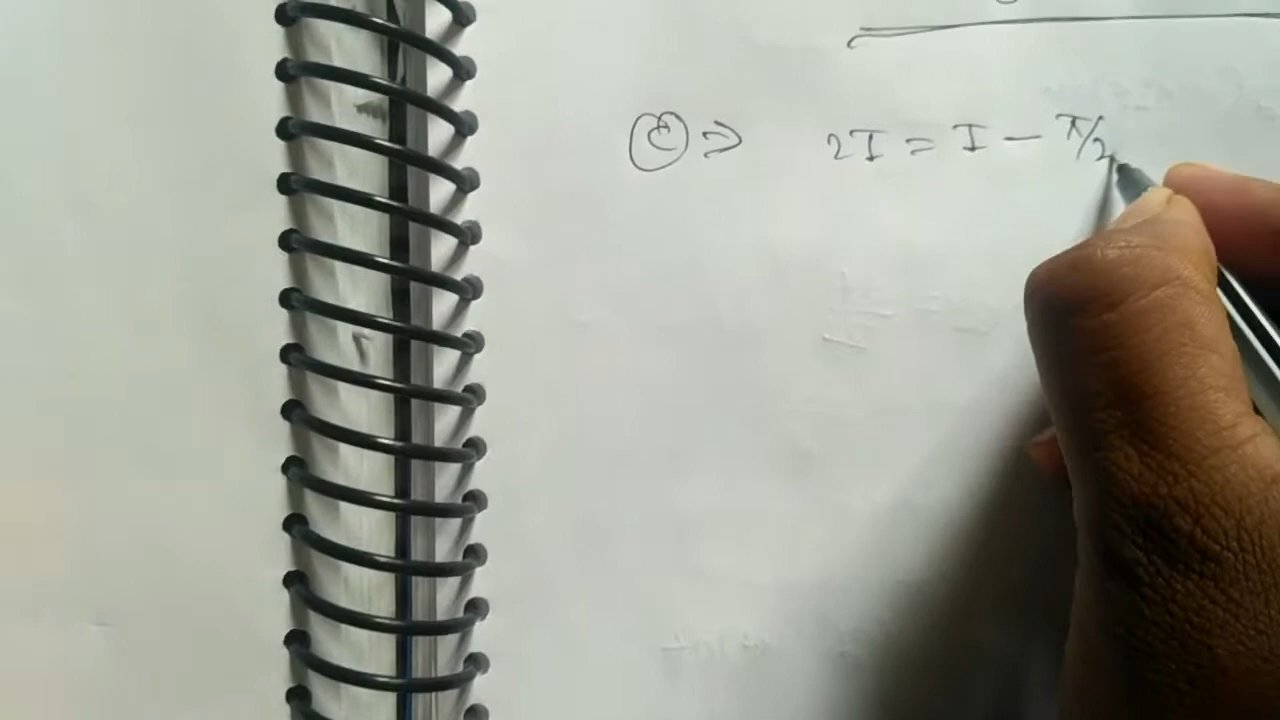 (C) ⇒ 2I = I − π/2